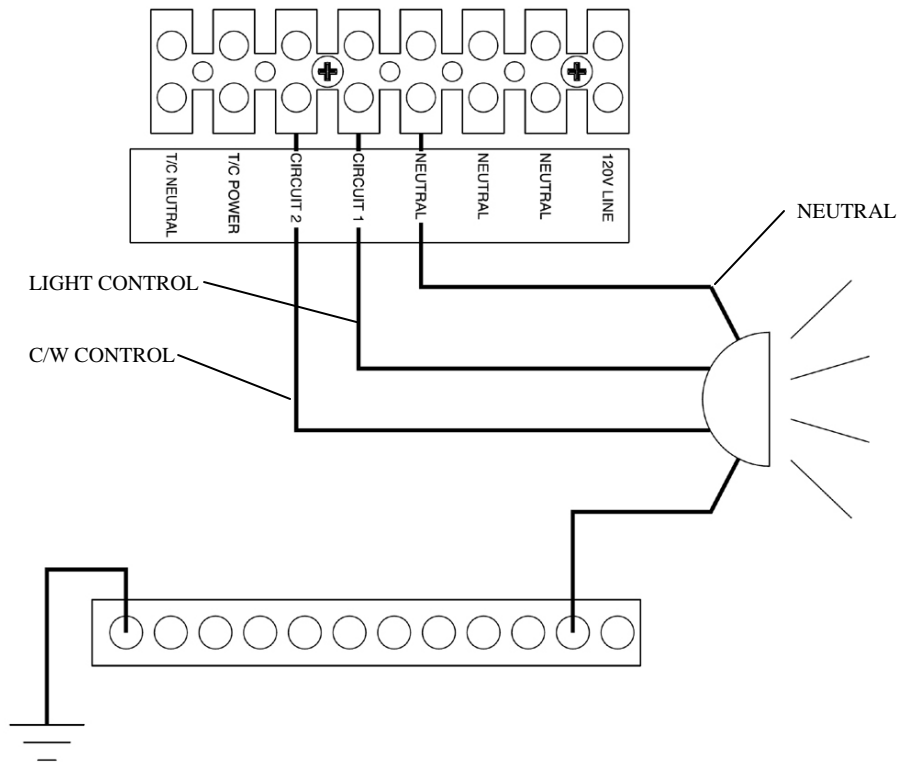 T/C NEUTRAL
T/C POWER
CIRCUIT 2
CIRCUIT 1
NEUTRAL
NEUTRAL
NEUTRAL
120V LINE
NEUTRAL
LIGHT CONTROL
C/W CONTROL